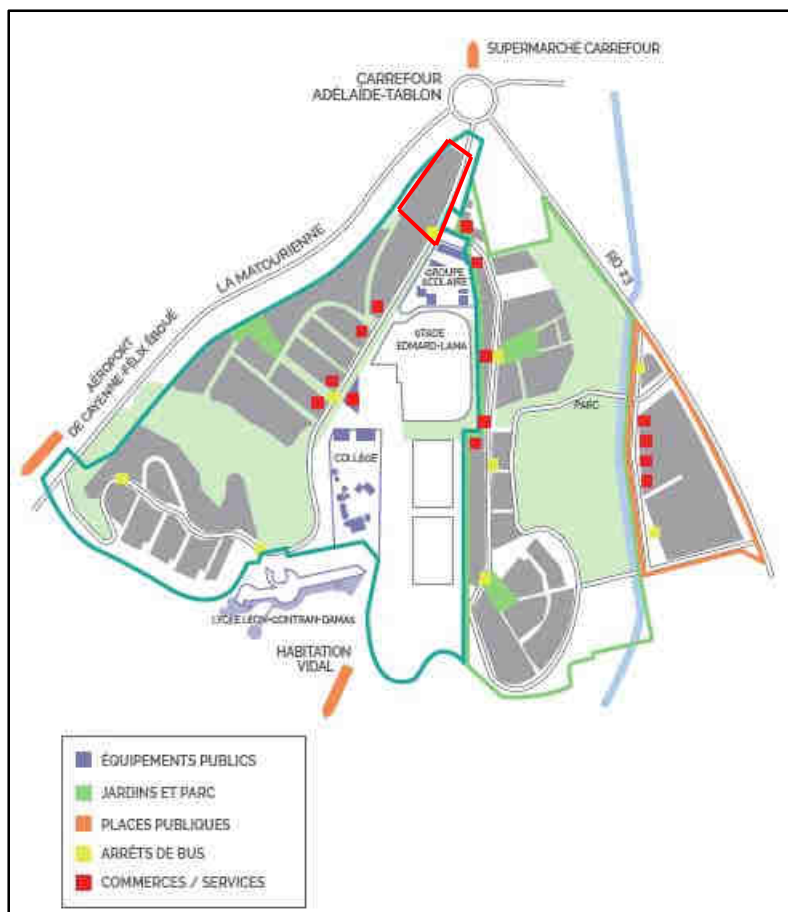 SUPERMARCHÉ CARREFOUR
CARREFOUR
ADÉLAÏDE-TABLON
LA MATOURIENNE
RD 23
AÉROPORT
DE CAYENNE-FÉLIX ÉBOUÉ
GROUPE
SCOLAIRE
STADE
EDMARD-LAMA
PARC
COLLÈGE
LYCÉE LÉON-GONTRAN-DAMAS
HABITATION
VIDAL
ÉQUIPEMENTS PUBLICS
JARDINS ET PARC
PLACES PUBLIQUES
ARRÊTS DE BUS
COMMERCES / SERVICES